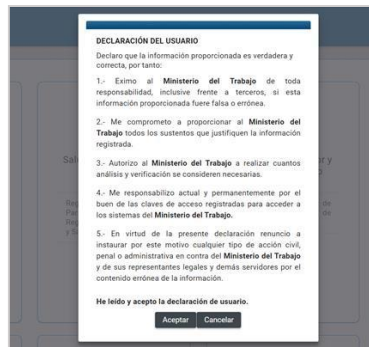 DECLARACIÓN DEL USUARIO
Declaro que la información proporcionada es verdadera y
correcta, por tanto:
1.- Eximo al Ministerio del Trabajo de toda
responsabilidad, inclusive frente a terceros, si esta
información proporcionada fuere falsa o errónea.
2.- Me comprometo a proporcionar al Ministerio del
Trabajo todos los sustentos que justifiquen la información
registrada.
3.- Autorizo al Ministerio del Trabajo a realizar cuantos
análisis y verificación se consideren necesarias.
4.- Me responsabilizo actual y permanentemente por el
buen de las claves de acceso registradas para acceder a
los sistemas del Ministerio del Trabajo.
5.- En virtud de la presente declaración renuncio a
instaurar por este motivo cualquier tipo de acción civil,
penal o administrativa en contra del Ministerio del Trabajo
y de sus representantes legales y demás servidores por el
contenido errónea de la información.
He leído y acepto la declaración de usuario.
Aceptar Cancelar